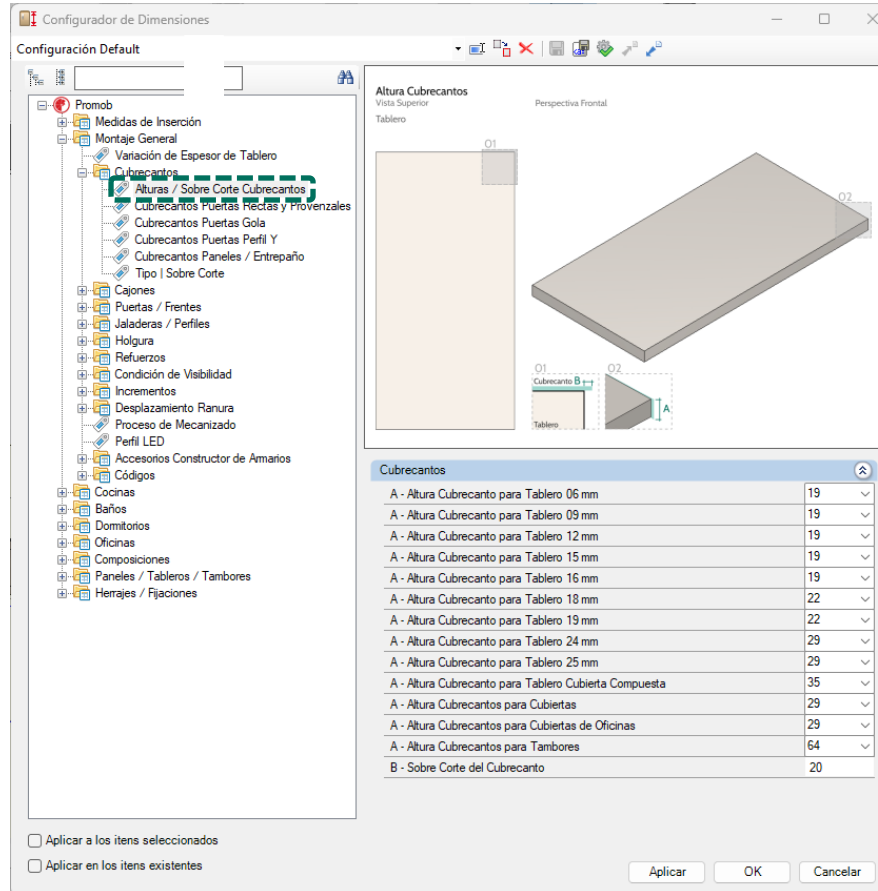 Configurador de Dimensiones
Configuración Default
Promob
Medidas de Inserción
Montaje General
Variación de Espesor de Tablero
Cubrecantos
Alturas / Sobre Corte Cubrecantos
Cubrecantos Puertas Rectas y Provenzales
Cubrecantos Puertas Gola
Cubrecantos Puertas Perfil Y
Cubrecantos Paneles / Entrepaño
Tipo | Sobre Corte
Cajones
Puertas / Frentes
Jaladeras / Perfiles
Holgura
Refuerzos
Condición de Visibilidad
Incrementos
Desplazamiento Ranura
Proceso de Mecanizado
Perfil LED
Accesorios Constructor de Armarios
Códigos
Cocinas
Baños
Dormitorios
Oficinas
Composiciones
Paneles / Tableros / Tambores
Herrajes / Fijaciones
Altura Cubrecantos
Vista Superior Perspectiva Frontal
Tablero
01
02
01 02
Cubrecanto B
A
Tablero
Cubrecantos
A - Altura Cubrecanto para Tablero 06 mm 19
A - Altura Cubrecanto para Tablero 09 mm 19
A - Altura Cubrecanto para Tablero 12 mm 19
A - Altura Cubrecanto para Tablero 15 mm 19
A - Altura Cubrecanto para Tablero 16 mm 19
A - Altura Cubrecanto para Tablero 18 mm 22
A - Altura Cubrecanto para Tablero 19 mm 22
A - Altura Cubrecanto para Tablero 24 mm 29
A - Altura Cubrecanto para Tablero 25 mm 29
A - Altura Cubrecanto para Tablero Cubierta Compuesta 35
A - Altura Cubrecantos para Cubiertas 29
A - Altura Cubrecantos para Cubiertas de Oficinas 29
A - Altura Cubrecantos para Tambores 64
B - Sobre Corte del Cubrecanto 20
Aplicar a los itens seleccionados
Aplicar en los itens existentes
Aplicar OK Cancelar